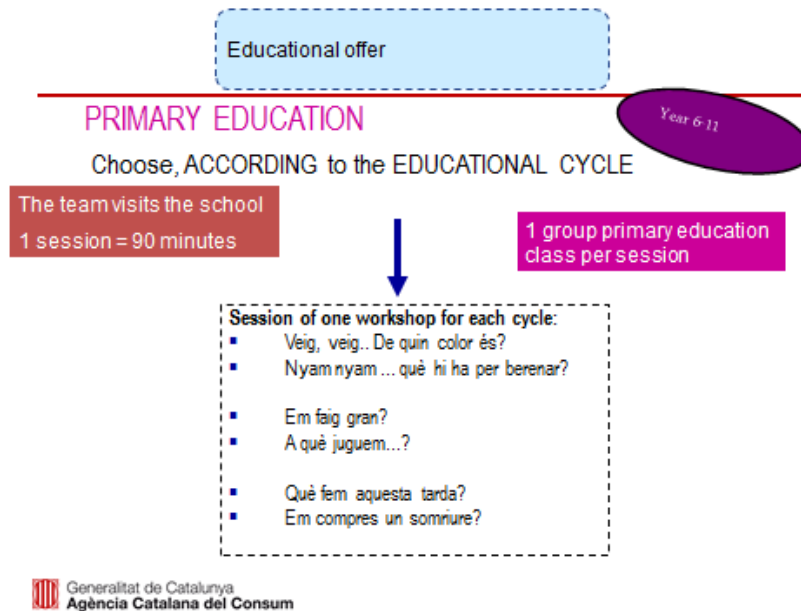 Educational offer
PRIMARY EDUCATION
Year 6-11
Choose, ACCORDING to the EDUCATIONAL CYCLE
The team visits the school
1 session = 90 minutes
1 group primary education
class per session
Session of one workshop for each cycle:
▪ Veig, veig.. De quin color és?
▪ Nyam nyam ... què hi ha per berenar?
▪ Em faig gran?
▪ A què juguem...?
▪ Què fem aquesta tarda?
▪ Em compres un somriure?
Generalitat de Catalunya
Agència Catalana del Consum